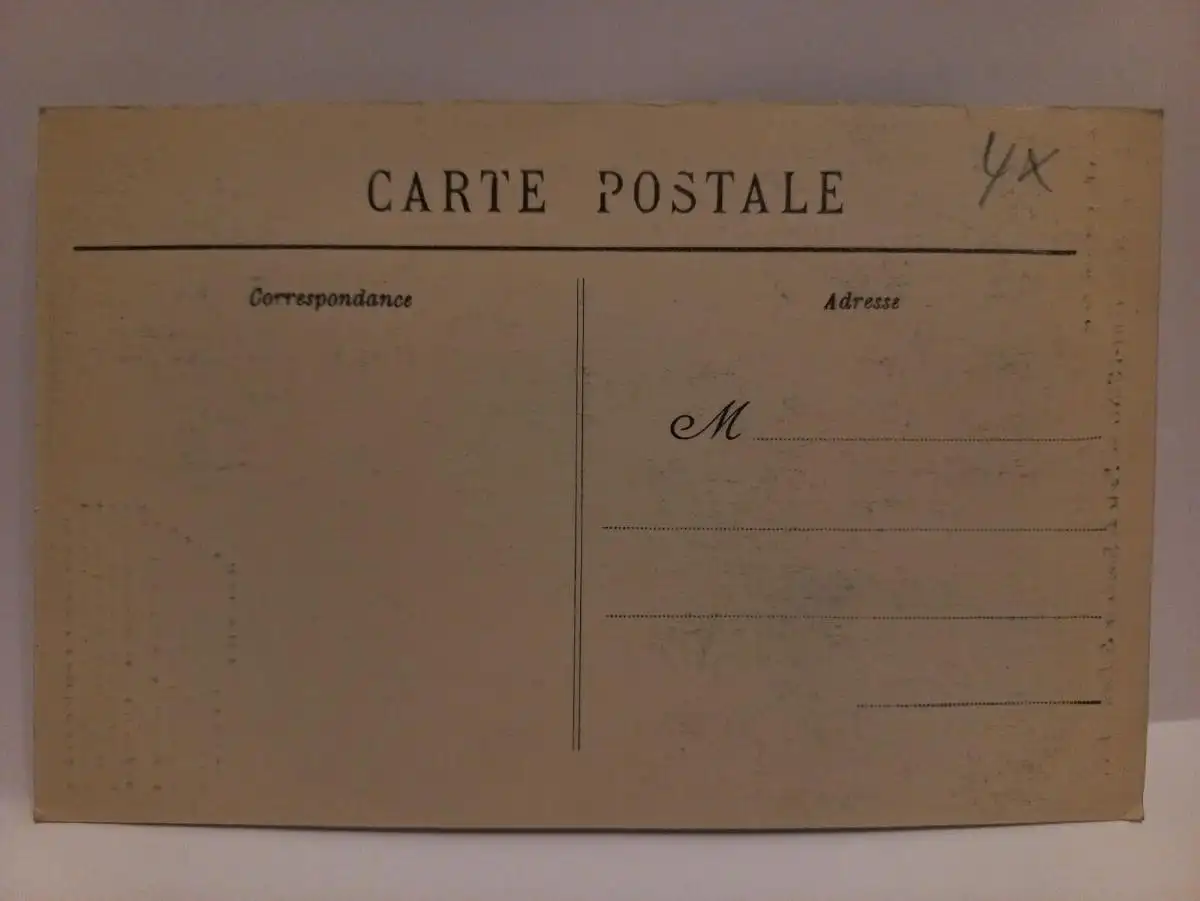 CARTE POSTALE
4x
Correspondance
Adresse
M